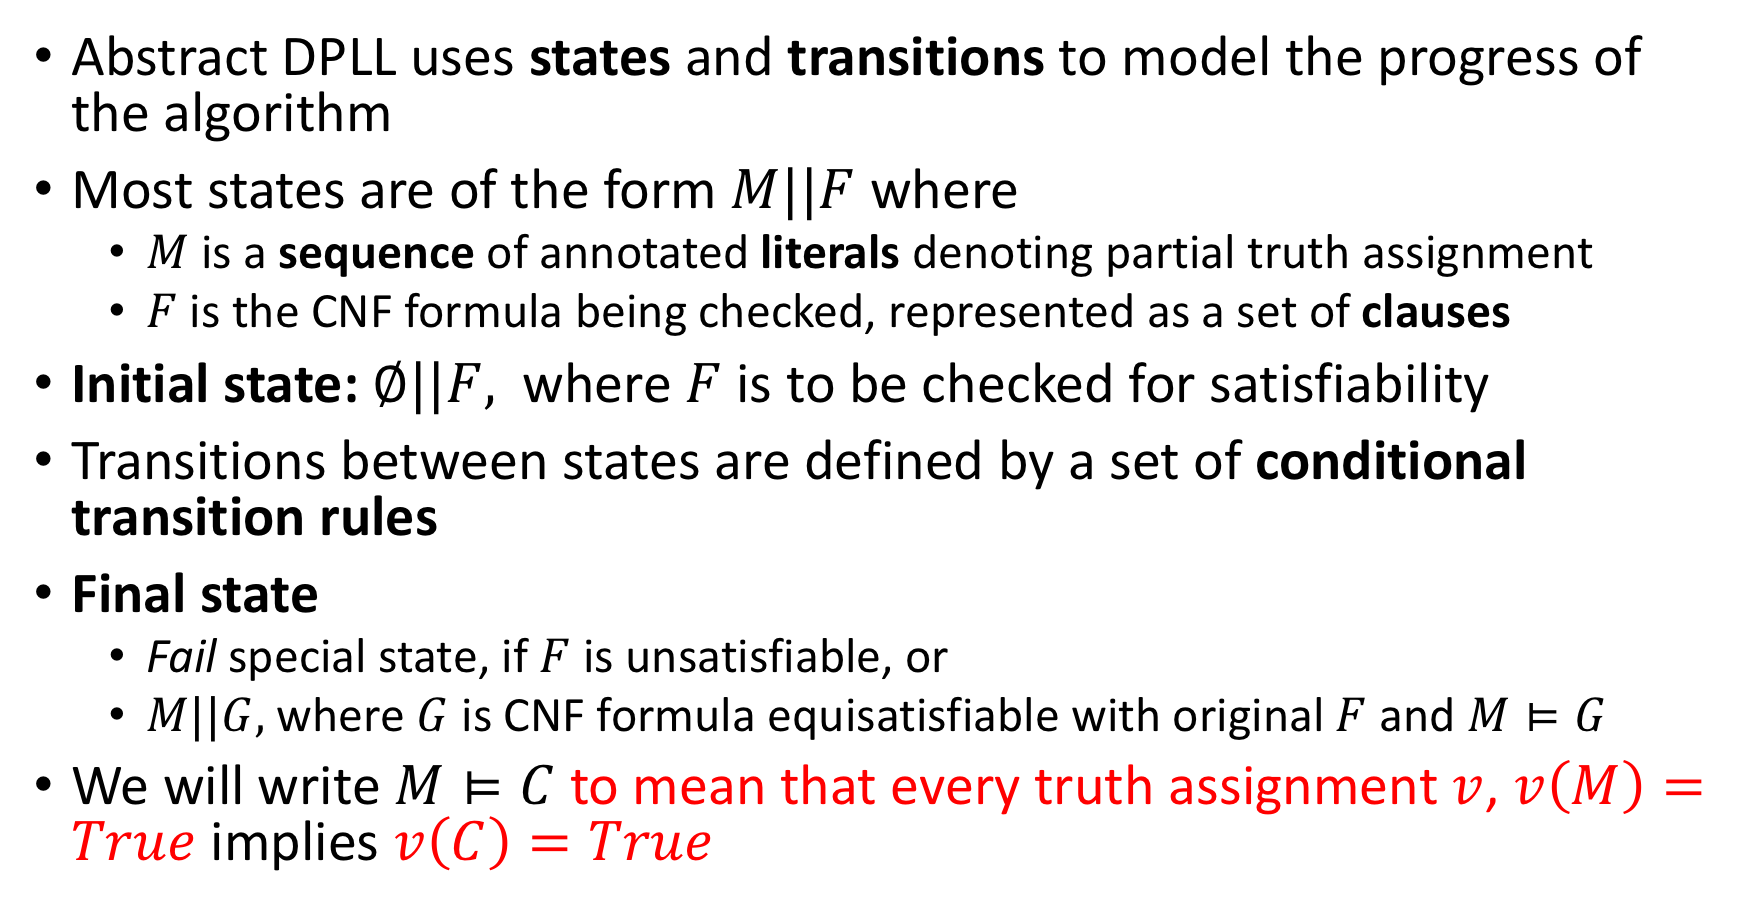 • Abstract DPLL uses states and transitions to model the progress of
the algorithm
• Most states are of the form 𝑀||𝐹 where
• 𝑀 is a sequence of annotated literals denoting partial truth assignment
• 𝐹 is the CNF formula being checked, represented as a set of clauses
• Initial state: ∅||𝐹, where 𝐹 is to be checked for satisfiability
• Transitions between states are defined by a set of conditional
transition rules
• Final state
• Fail special state, if 𝐹 is unsatisfiable, or
• 𝑀||𝐺, where 𝐺 is CNF formula equisatisfiable with original 𝐹 and 𝑀 ⊨ 𝐺
• We will write 𝑀 ⊨ 𝐶 to mean that every truth assignment 𝑣, 𝑣(𝑀) =
𝑇𝑟𝑢𝑒 implies 𝑣(𝐶) = 𝑇𝑟𝑢𝑒